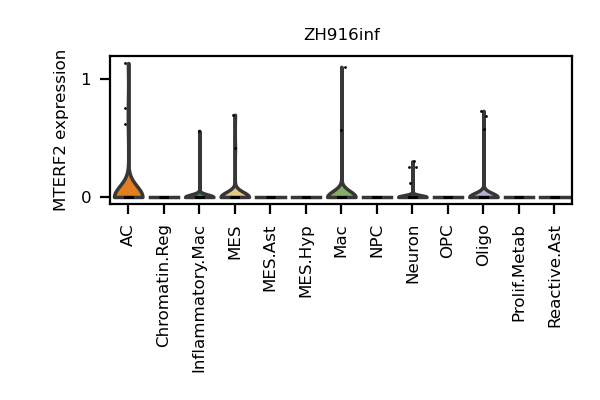 ZH916inf
MTERF2 expression
1
0
AC
Chromatin.Reg
Inflammatory.Mac
MES
MES.Ast
MES.Hyp
Mac
NPC
Neuron
OPC
Oligo
Prolif.Metab
Reactive.Ast